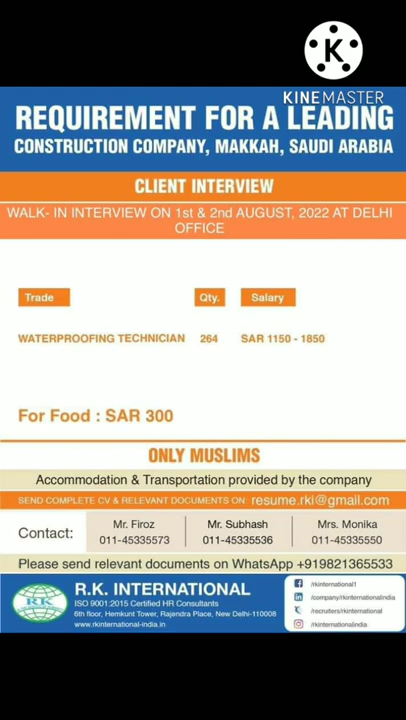 K
KINEMASTER
REQUIREMENT FOR A LEADING
CONSTRUCTION COMPANY, MAKKAH, SAUDI ARABIA
CLIENT INTERVIEW
WALK- IN INTERVIEW ON 1st & 2nd AUGUST, 2022 AT DELHI
OFFICE
Trade Qty. Salary
WATERPROOFING TECHNICIAN 264 SAR 1150 - 1850
For Food : SAR 300
ONLY MUSLIMS
Accommodation & Transportation provided by the company
SEND COMPLETE CV & RELEVANT DOCUMENTS ON: resume.rki@gmail.com
Contact: Mr. Firoz Mr. Subhash Mrs. Monika
011-45335573 011-45335536 011-45335550
Please send relevant documents on WhatsApp +919821365533
RK
R.K. INTERNATIONAL
ISO 9001:2015 Certified HR Consultants
6th floor, Hemkunt Tower, Rajendra Place, New Delhi-110008
www.rkinternational-india.in
/rkinternational1
/company/rkinternationalindia
/recruiters/rkinternational
/rkinternationalindia